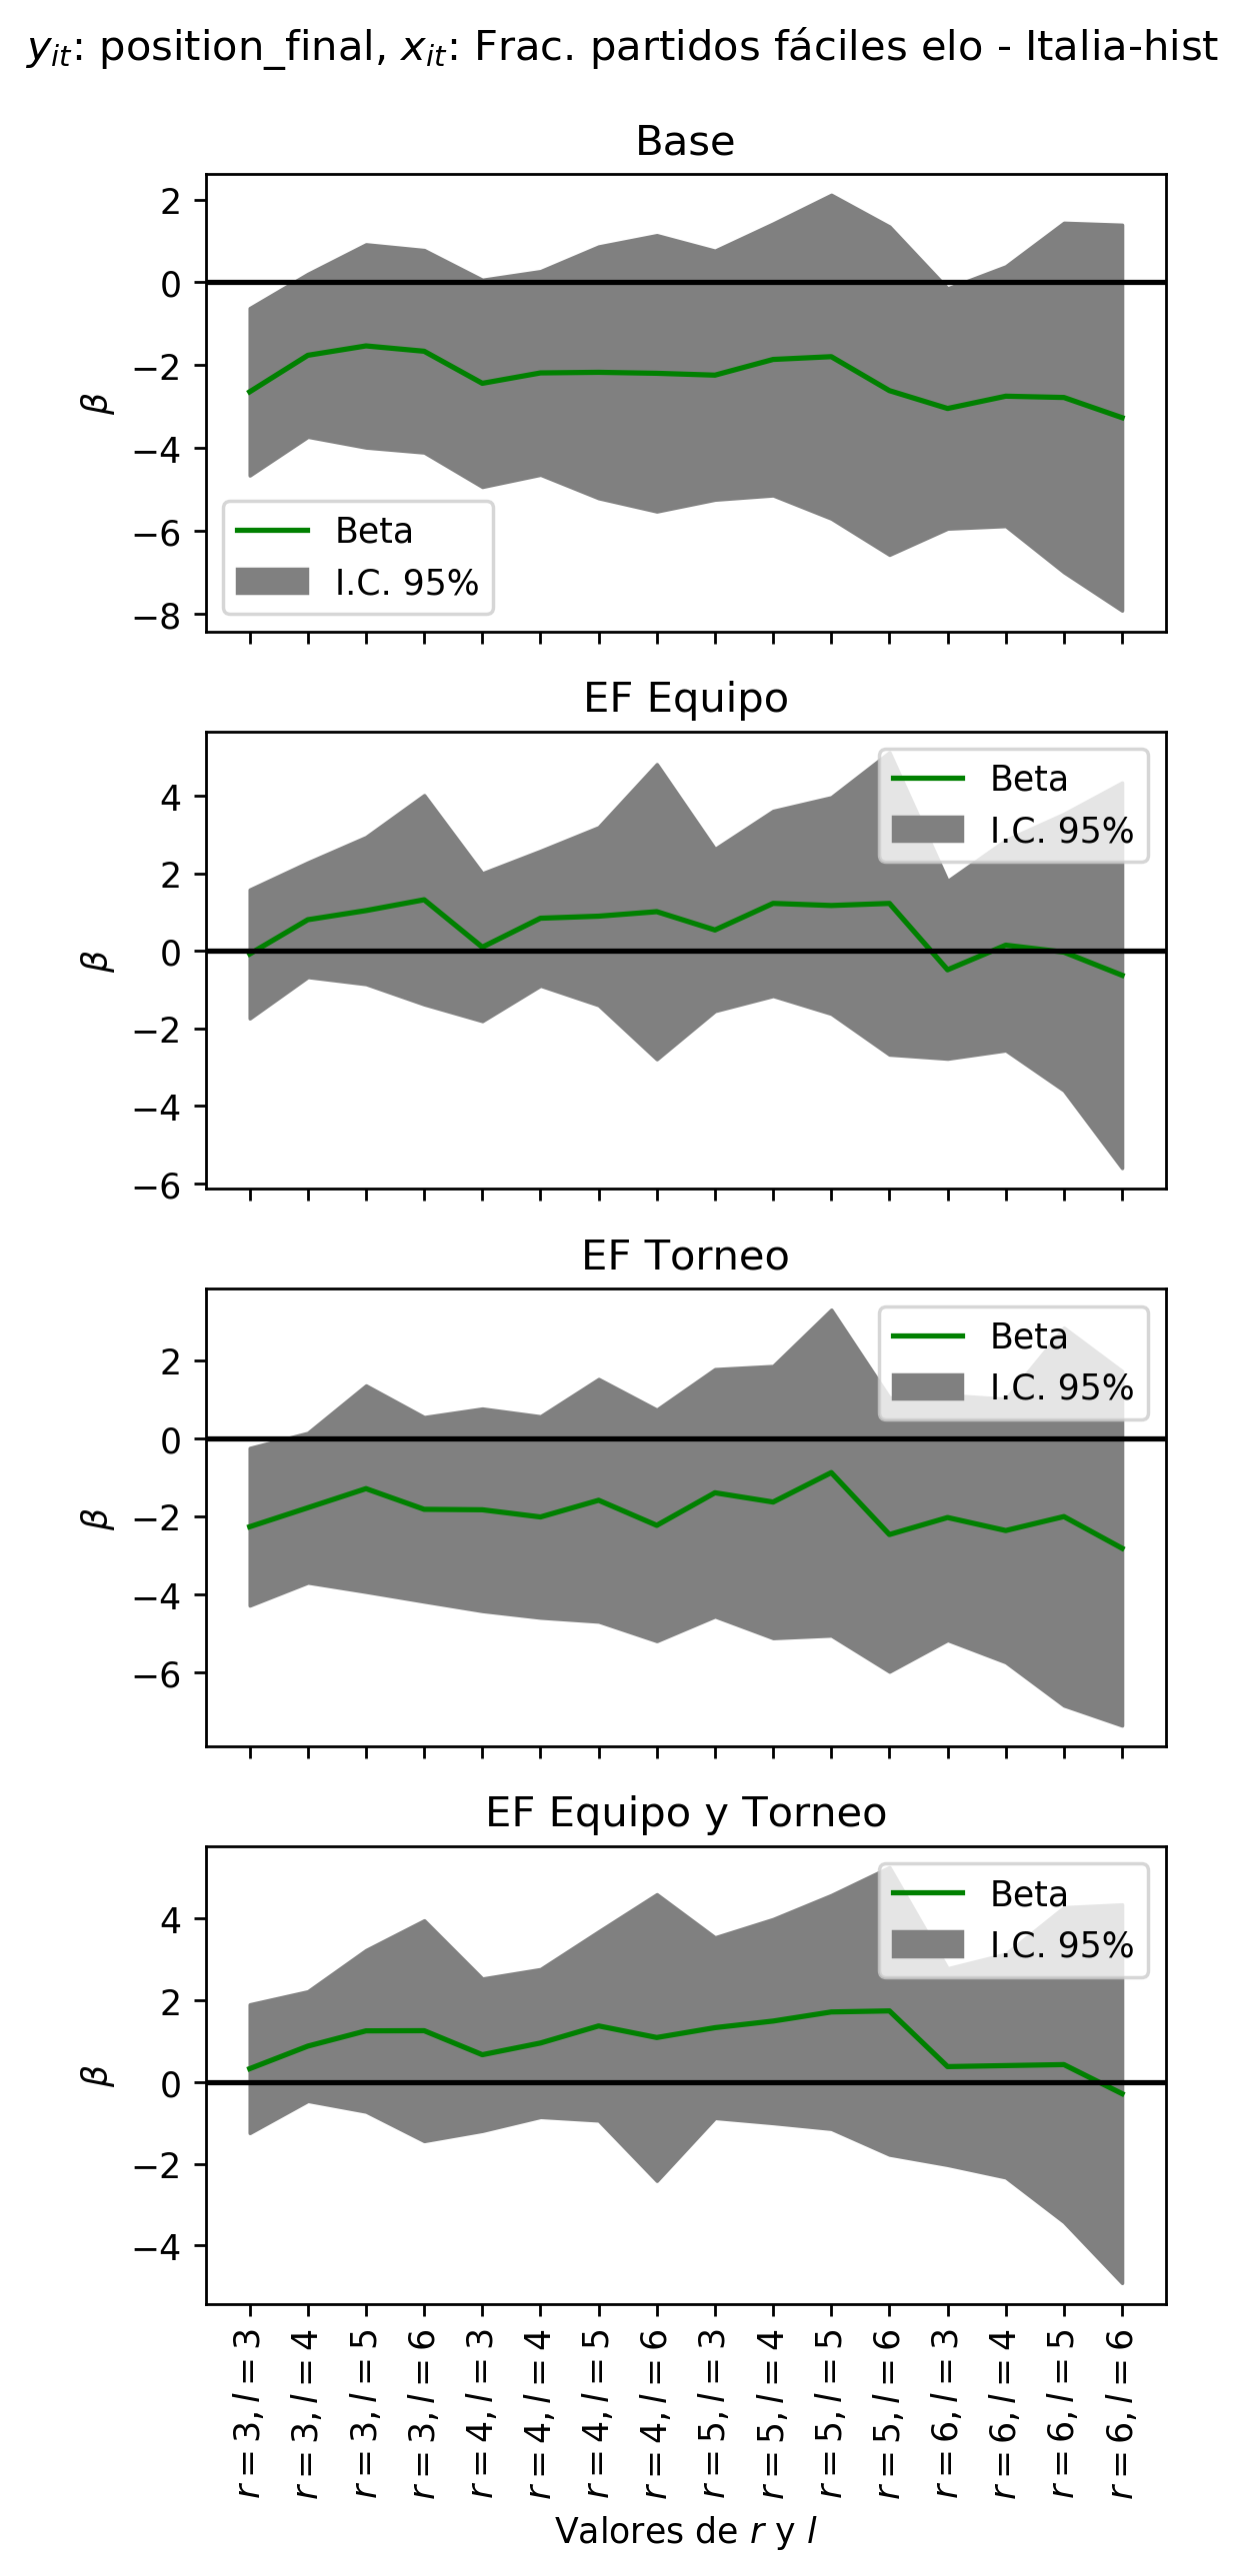 y_it: position_final, x_it: Frac. partidos fáciles elo - Italia-hist
Base
2
0
−2
−4
−6
−8
β
Beta
I.C. 95%
EF Equipo
4
2
0
−2
−4
−6
β
Beta
I.C. 95%
EF Torneo
2
0
−2
−4
−6
β
Beta
I.C. 95%
EF Equipo y Torneo
4
2
0
−2
−4
β
Beta
I.C. 95%
r = 3, l = 3
r = 3, l = 4
r = 3, l = 5
r = 3, l = 6
r = 4, l = 3
r = 4, l = 4
r = 4, l = 5
r = 4, l = 6
r = 5, l = 3
r = 5, l = 4
r = 5, l = 5
r = 5, l = 6
r = 6, l = 3
r = 6, l = 4
r = 6, l = 5
r = 6, l = 6
Valores de r y l